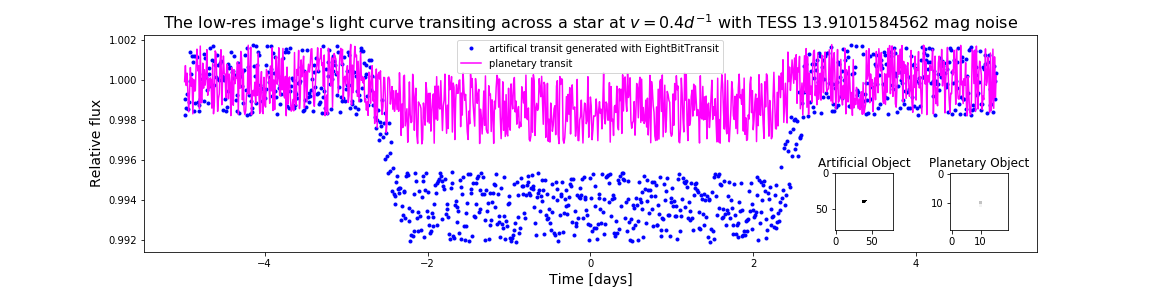 The low-res image's light curve transiting across a star at v = 0.4d⁻¹ with TESS 13.9101584562 mag noise
artifical transit generated with EightBitTransit
planetary transit
Relative flux
1.002
1.000
0.998
0.996
0.994
0.992
Artificial Object
0
50
0 50
Planetary Object
0
10
0 10
−4 −2 0 2 4
Time [days]